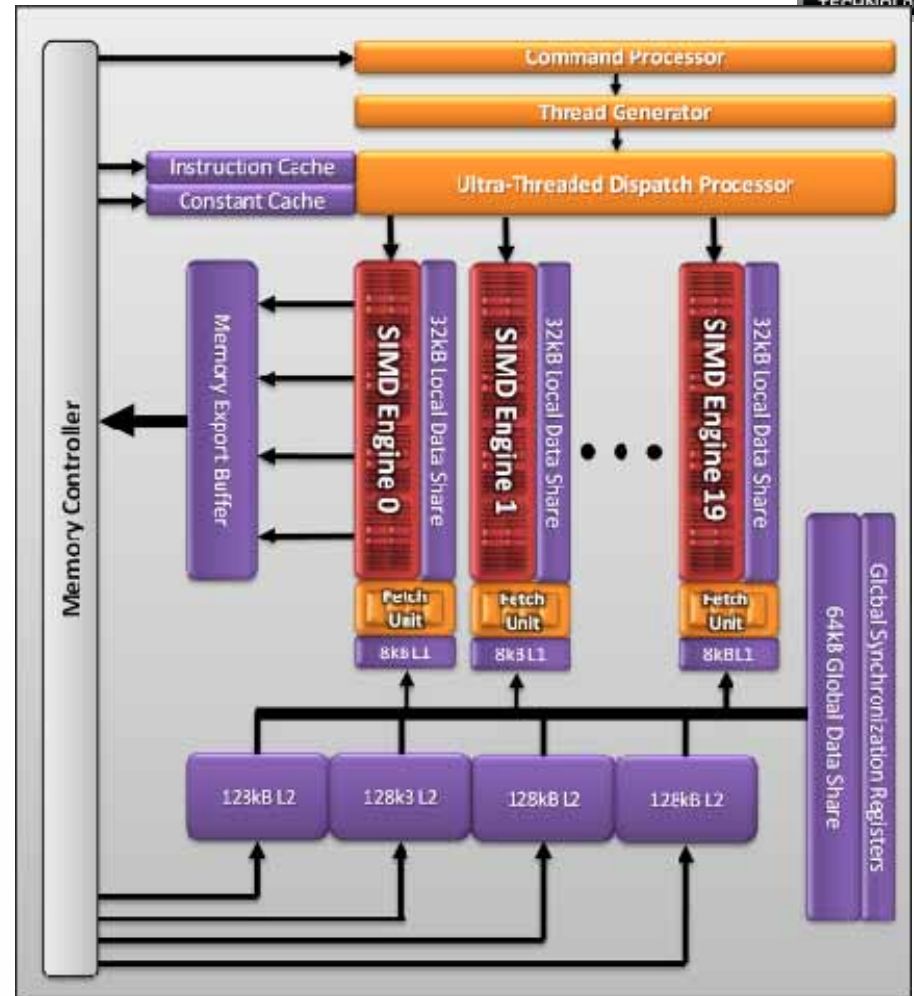 Command Processor
Thread Generator
Instruction Cache
Constant Cache
Ultra-Threaded Dispatch Processor
Memory Controller
Memory Export Buffer
SIMD Engine 0
32kB Local Data Share
SIMD Engine 1
32kB Local Data Share
SIMD Engine 19
32kB Local Data Share
Fetch
Unit
Fetch
Unit
Fetch
Unit
8kB L1
8kB L1
8kB L1
64kB Global Data Share
Global Synchronization Registers
128kB L2
128kB L2
128kB L2
128kB L2